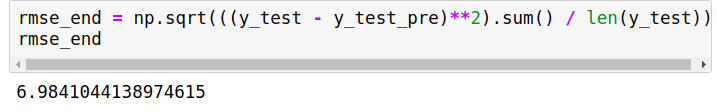 rmse_end = np.sqrt(((y_test - y_test_pre)**2).sum() / len(y_test))
rmse_end
6.9841044138974615